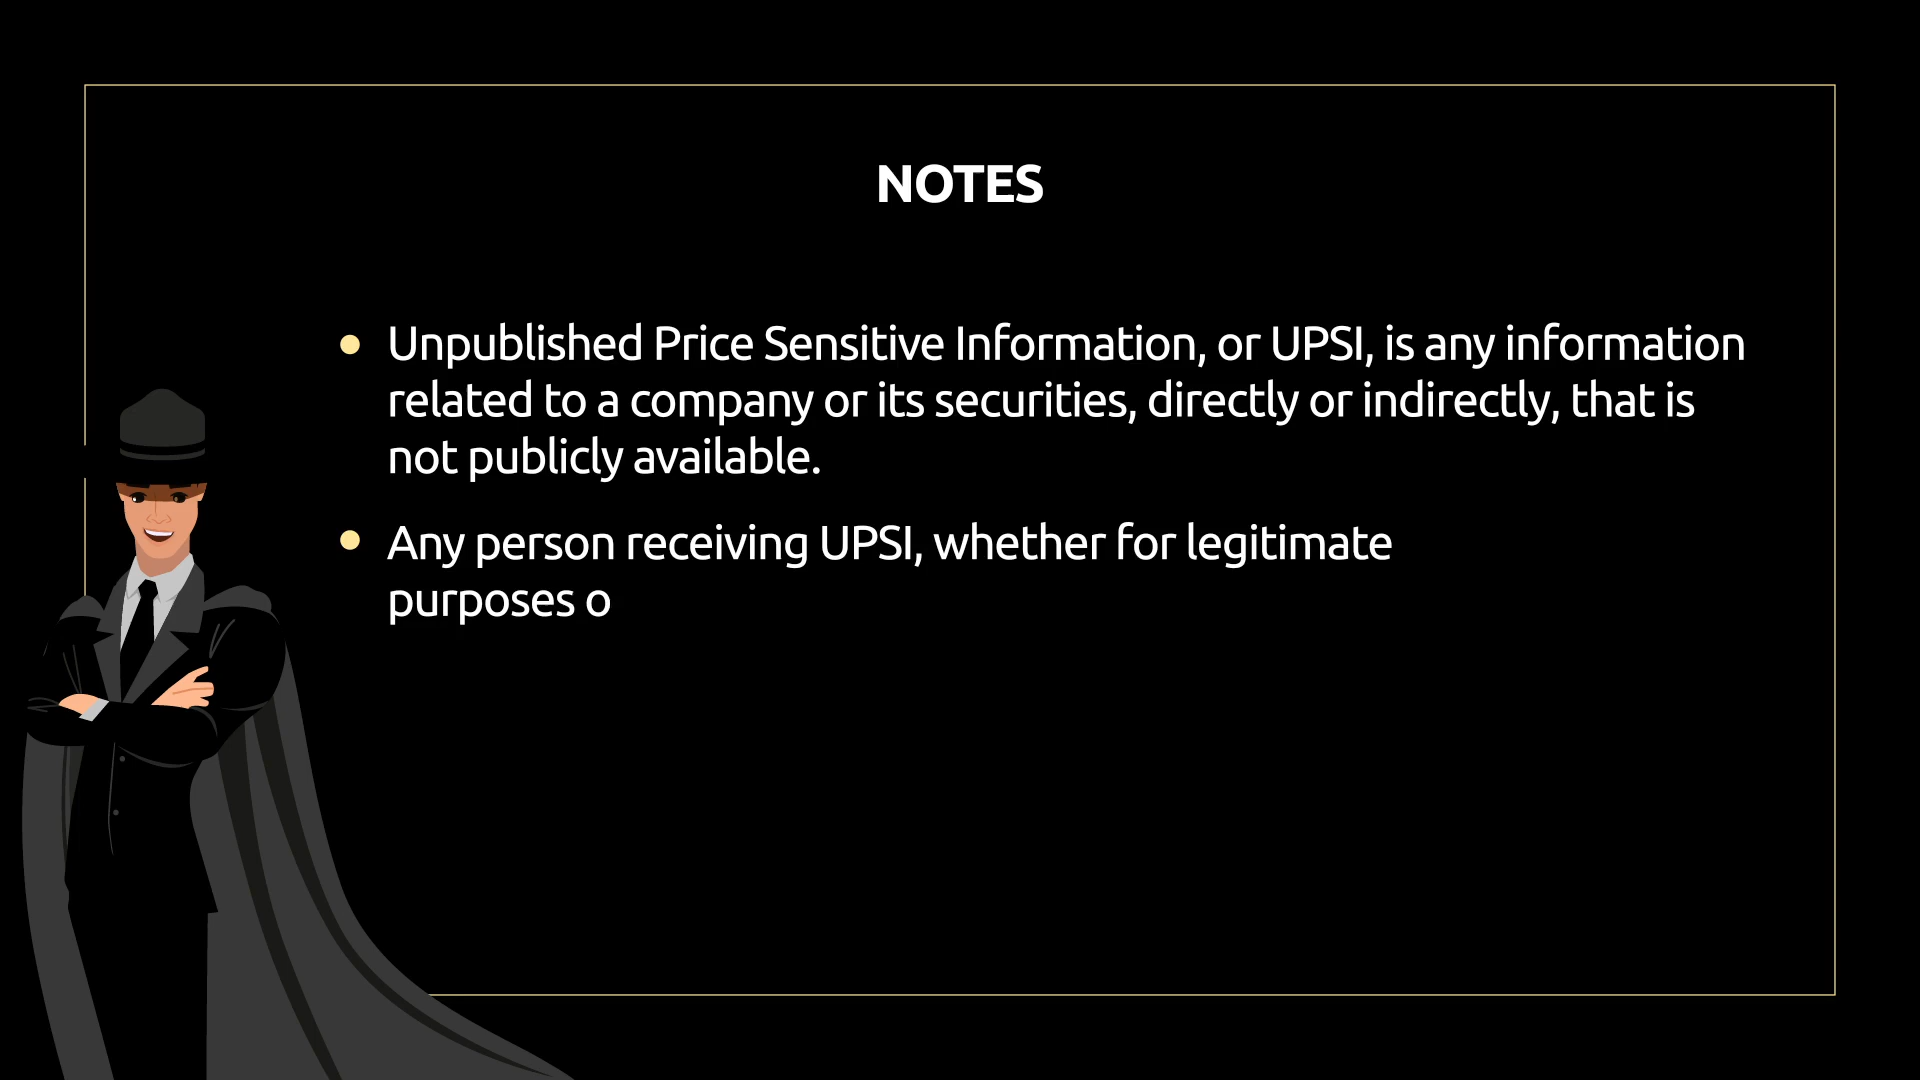 NOTES
Unpublished Price Sensitive Information, or UPSI, is any information
related to a company or its securities, directly or indirectly, that is
not publicly available.
Any person receiving UPSI, whether for legitimate
purposes o